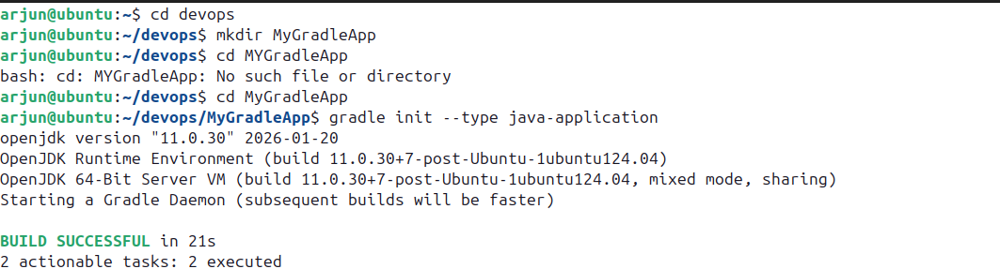 arjun@ubuntu:~$ cd devops
arjun@ubuntu:~/devops$ mkdir MyGradleApp
arjun@ubuntu:~/devops$ cd MYGradleApp
bash: cd: MYGradleApp: No such file or directory
arjun@ubuntu:~/devops$ cd MyGradleApp
arjun@ubuntu:~/devops/MyGradleApp$ gradle init --type java-application
openjdk version "11.0.30" 2026-01-20
OpenJDK Runtime Environment (build 11.0.30+7-post-Ubuntu-1ubuntu124.04)
OpenJDK 64-Bit Server VM (build 11.0.30+7-post-Ubuntu-1ubuntu124.04, mixed mode, sharing)
Starting a Gradle Daemon (subsequent builds will be faster)
BUILD SUCCESSFUL in 21s
2 actionable tasks: 2 executed